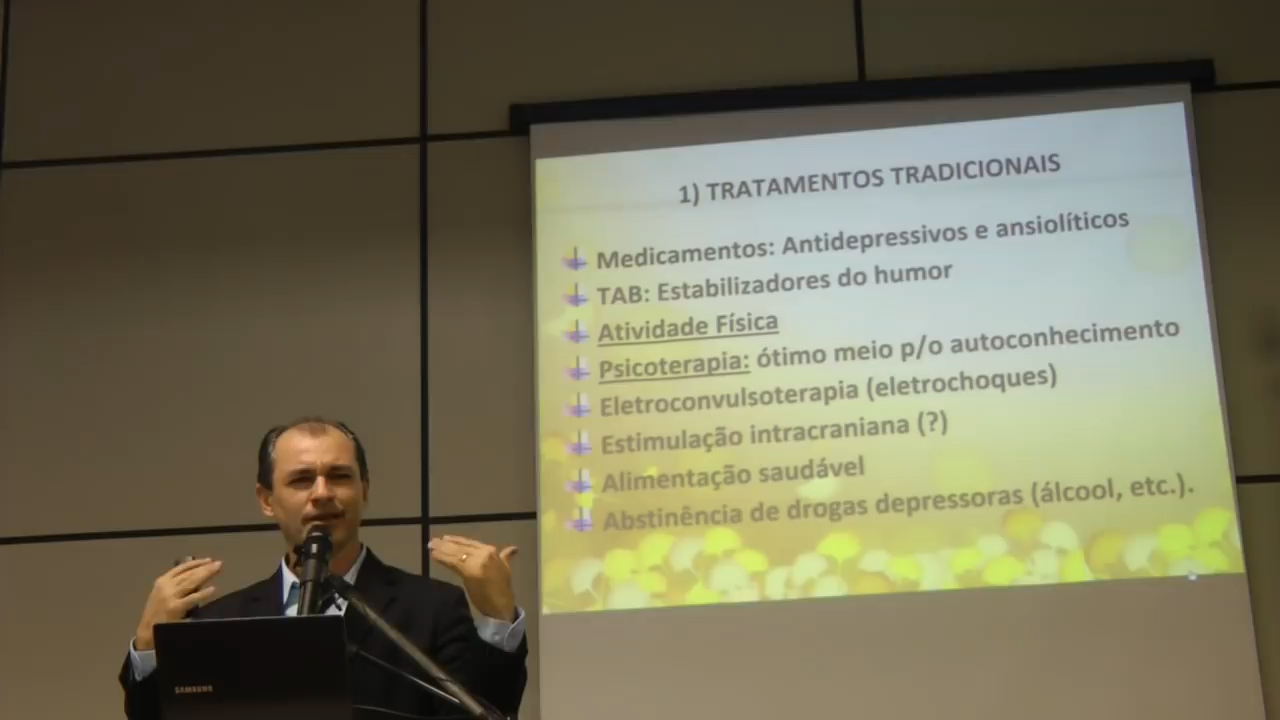 1) TRATAMENTOS TRADICIONAIS
Medicamentos: Antidepressivos e ansiolíticos
TAB: Estabilizadores do humor
Atividade Física
Psicoterapia: ótimo meio p/o autoconhecimento
Eletroconvulsoterapia (eletrochoques)
Estimulação intracraniana (?)
Alimentação saudável
Abstinência de drogas depressoras (álcool, etc.).
SAMSUNG